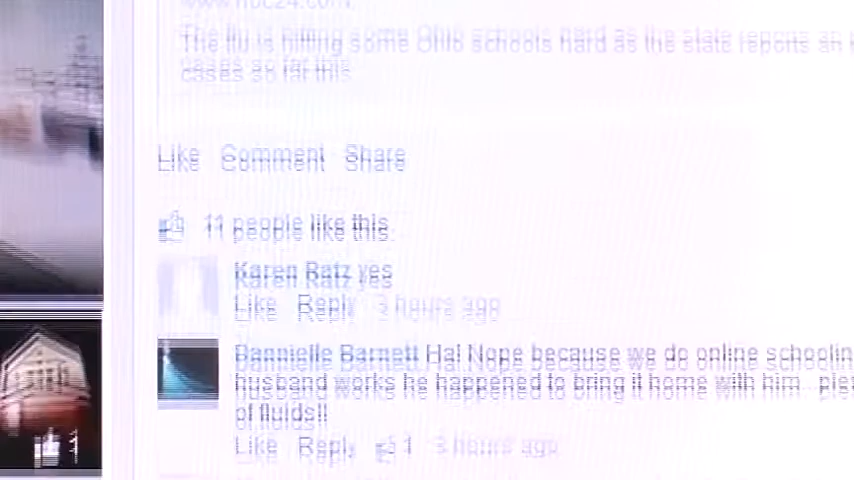 www.nbc24.com
The flu is hitting some Ohio schools hard as the state reports an
cases so far this
Like Comment Share
11 people like this.
Karen Ratz yes
Like Reply 3 hours ago
Dannielle Barnett Ha! Nope because we do online schoolin
husband works he happened to bring it home with him
of fluids!!
Like Reply 1 3 hours ago